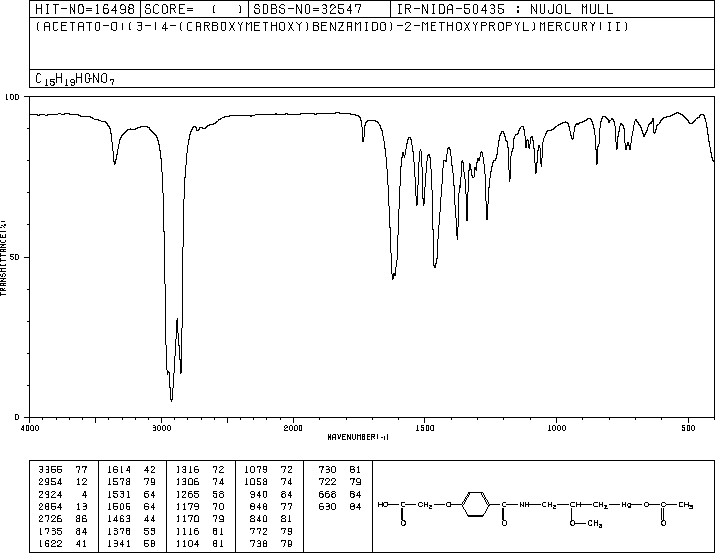 HIT-NO=16498 SCORE= ( ) SDBS-NO=32547 IR-NIDA-50435 : NUJOL MULL
(ACETATO-O)(3-(4-(CARBOXYMETHOXY)BENZAMIDO)-2-METHOXYPROPYL)MERCURY(II)
C15H19HGNO7
100
50
0
TRANSMITTANCE(%)
4000 3000 2000 1500 1000 500
WAVENUMBER(-1)
3366 77 1614 42 1316 72 1079 72 730 81
2954 12 1578 79 1306 74 1058 74 722 79
2924 4 1531 64 1265 58 940 84 668 84
2854 13 1506 64 1179 70 848 77 630 84
2726 86 1463 44 1170 79 840 81
1735 84 1378 53 1116 81 772 79
1622 41 1341 58 1104 81 738 79
HO—C—CH2—O C—NH—CH2—CH—CH2—Hg—O—C—CH3
O O O—CH3 O